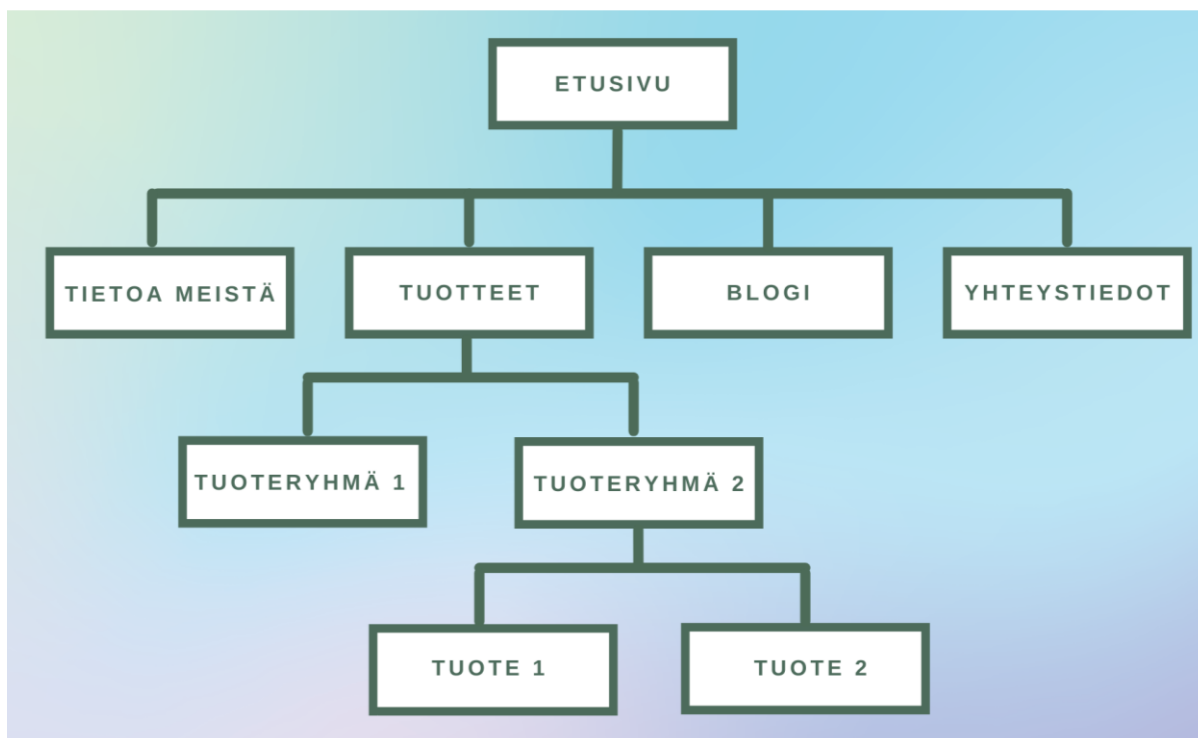 ETUSIVU
TIETOA MEISTÄ
TUOTTEET
BLOGI
YHTEYSTIEDOT
TUOTERYHMÄ 1
TUOTERYHMÄ 2
TUOTE 1
TUOTE 2